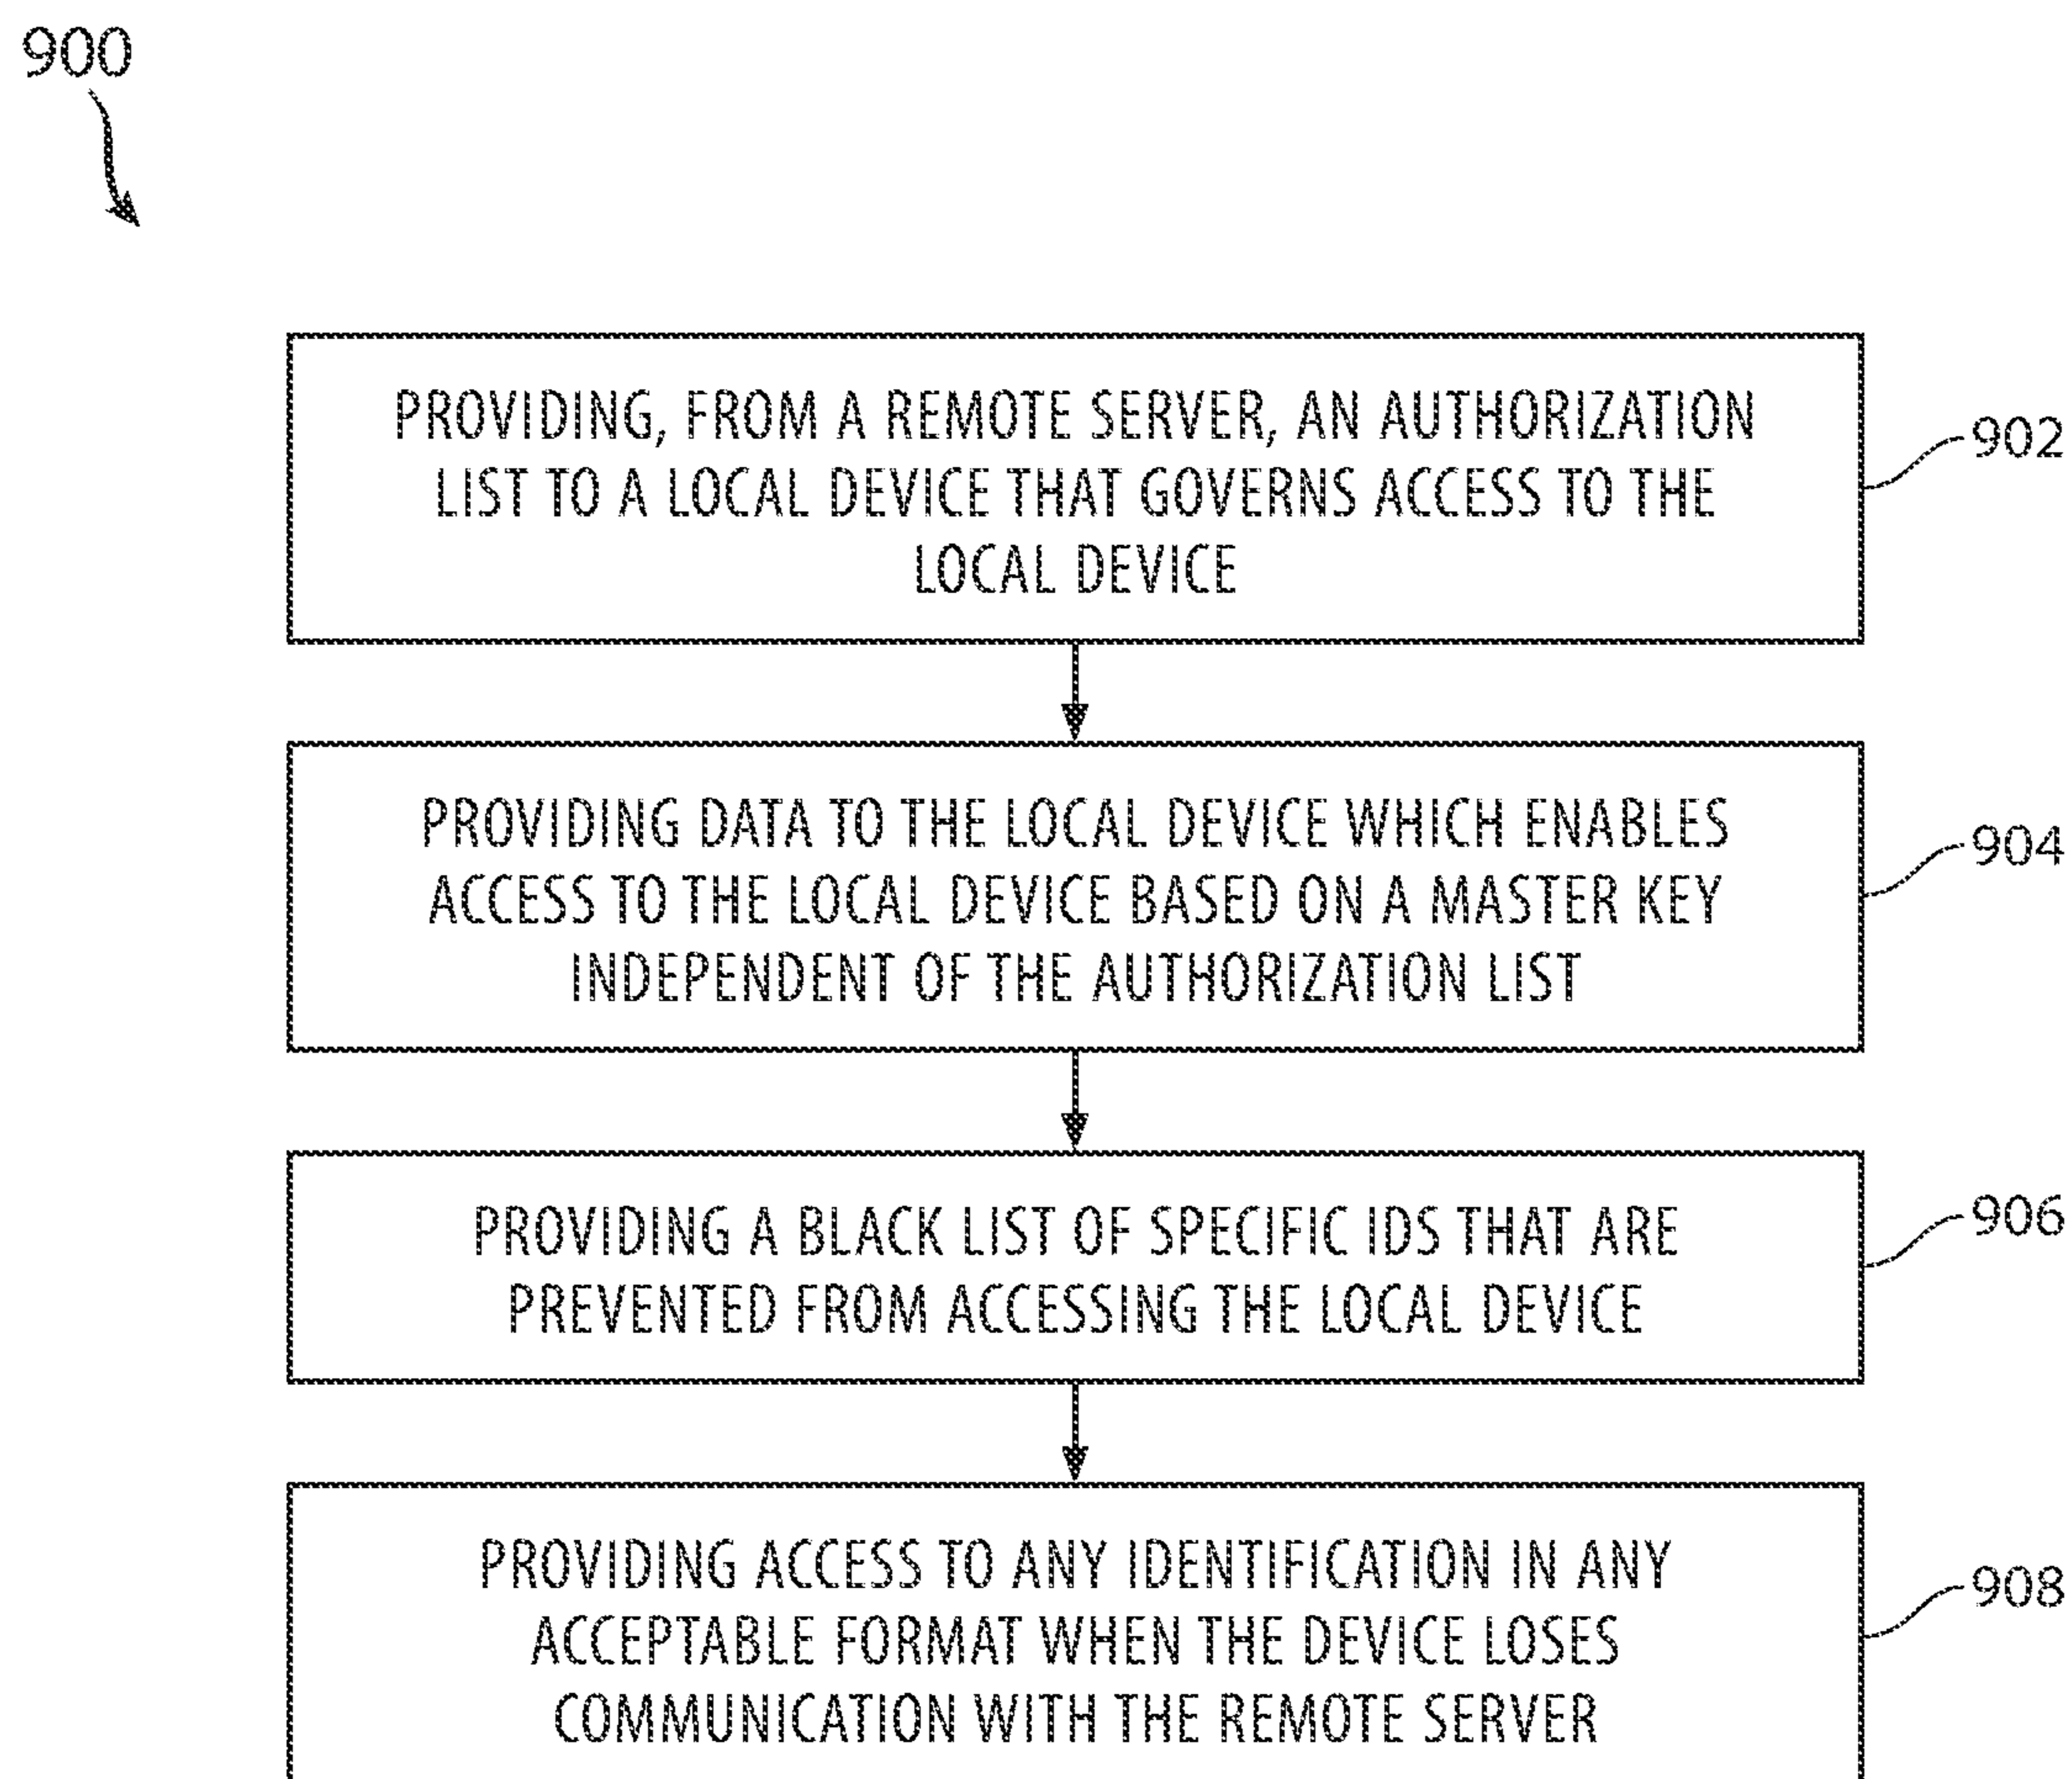 900
PROVIDING, FROM A REMOTE SERVER, AN AUTHORIZATION
LIST TO A LOCAL DEVICE THAT GOVERNS ACCESS TO THE
LOCAL DEVICE
902
PROVIDING DATA TO THE LOCAL DEVICE WHICH ENABLES
ACCESS TO THE LOCAL DEVICE BASED ON A MASTER KEY
INDEPENDENT OF THE AUTHORIZATION LIST
904
PROVIDING A BLACK LIST OF SPECIFIC IDS THAT ARE
PREVENTED FROM ACCESSING THE LOCAL DEVICE
906
PROVIDING ACCESS TO ANY IDENTIFICATION IN ANY
ACCEPTABLE FORMAT WHEN THE DEVICE LOSES
COMMUNICATION WITH THE REMOTE SERVER
908